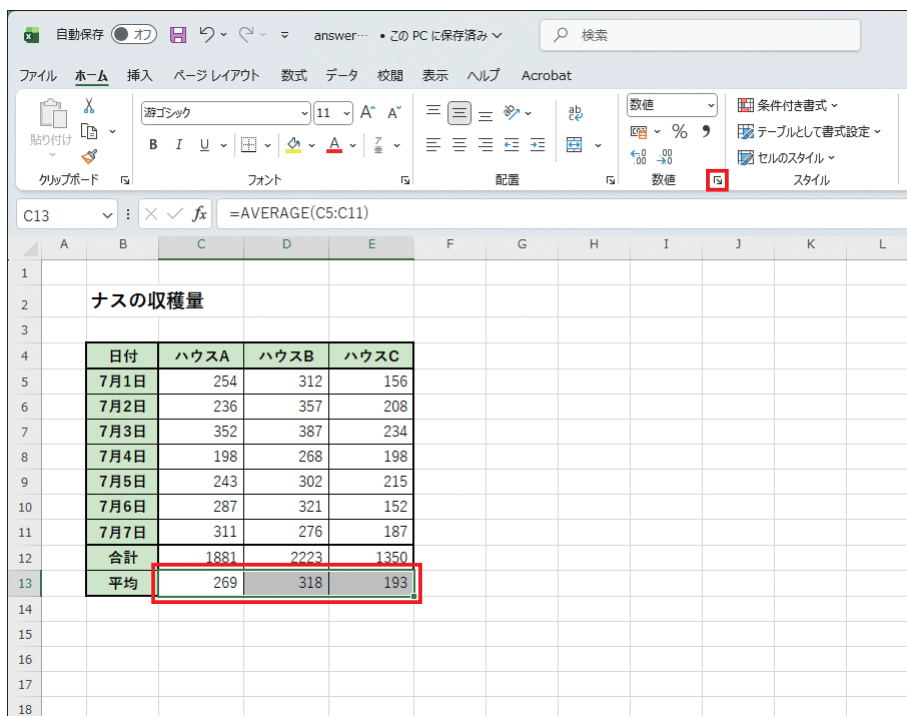 自動保存 オフ answer… • この PC に保存済み 検索
ファイル ホーム 挿入 ページ レイアウト 数式 データ 校閲 表示 ヘルプ Acrobat
貼り付け 游ゴシック 11 A A ab 数値 条件付き書式
B I U A ア 亜 % 9 テーブルとして書式設定
.00 .00 セルのスタイル
クリップボード フォント 配置 数値 スタイル
C13 fx =AVERAGE(C5:C11)
A B C D E F G H I J K L
1
2 ナスの収穫量
3
4 日付 ハウスA ハウスB ハウスC
5 7月1日 254 312 156
6 7月2日 236 357 208
7 7月3日 352 387 234
8 7月4日 198 268 198
9 7月5日 243 302 215
10 7月6日 287 321 152
11 7月7日 311 276 187
12 合計 1881 2223 1350
13 平均 269 318 193
14
15
16
17
18